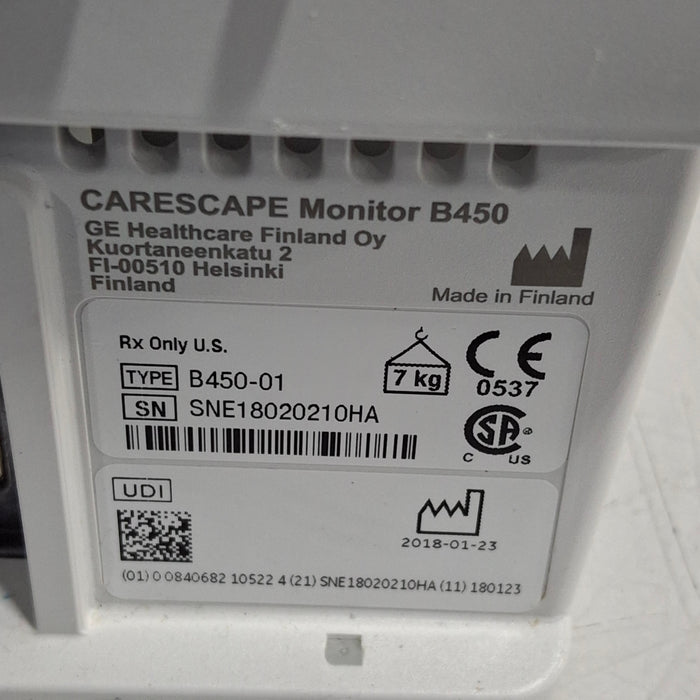 CARESCAPE Monitor B450
GE Healthcare Finland Oy
Kuortaneenkatu 2
FI-00510 Helsinki
Finland
Made in Finland
Rx Only U.S.
TYPE B450-01
SN SNE18020210HA
7 kg
CE
0537
CSA
C US
UDI
2018-01-23
(01) 0 0840682 10522 4 (21) SNE18020210HA (11) 180123